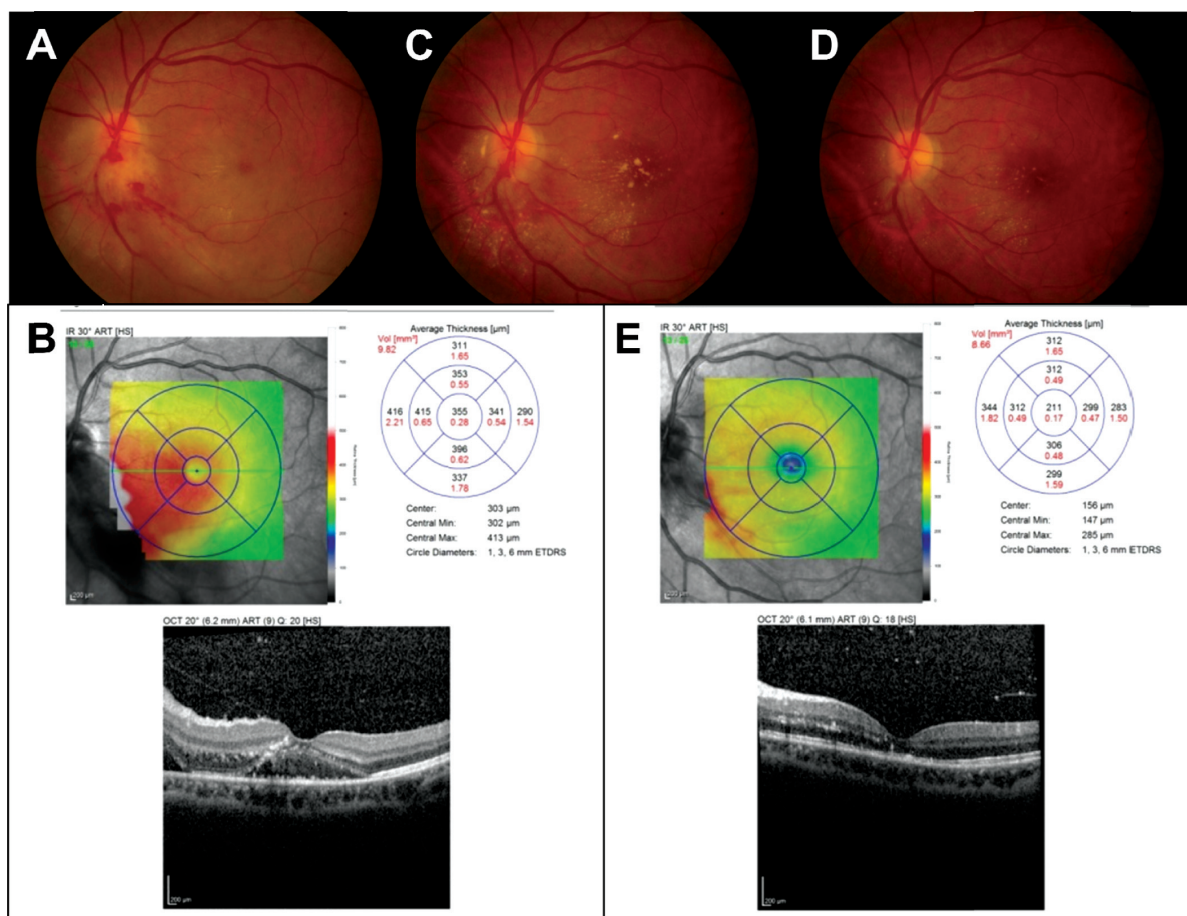 A
C
D
B
IR 30° ART [HS]
Average Thickness [µm]
Vol [mm³]
9.82
311
1.65
353
0.55
416
2.21
415
0.65
355
0.28
341
0.54
290
1.54
396
0.62
337
1.78
Center: 303 µm
Central Min: 302 µm
Central Max: 413 µm
Circle Diameters: 1, 3, 6 mm ETDRS
200 µm
OCT 20° (6.2 mm) ART (9) Q: 20 [HS]
200 µm
E
IR 30° ART [HS]
Average Thickness [µm]
Vol [mm³]
8.66
312
1.65
312
0.49
344
1.82
312
0.49
211
0.17
299
0.47
283
1.50
306
0.48
299
1.59
Center: 156 µm
Central Min: 147 µm
Central Max: 285 µm
Circle Diameters: 1, 3, 6 mm ETDRS
200 µm
OCT 20° (6.1 mm) ART (9) Q: 18 [HS]
200 µm